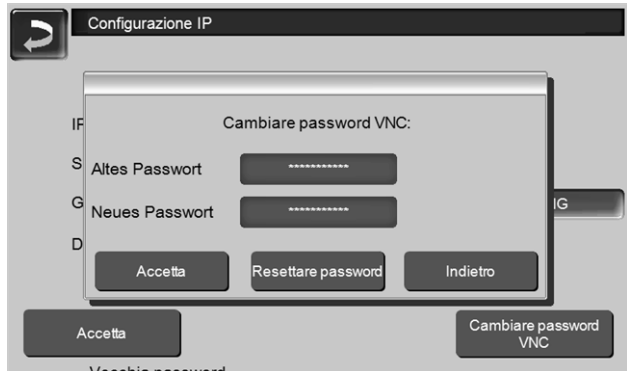 Configurazione IP
IP
Cambiare password VNC:
S
Altes Passwort
***********
G
Neues Passwort
***********
IG
D
Accetta
Resettare password
Indietro
Accetta
Cambiare password
VNC